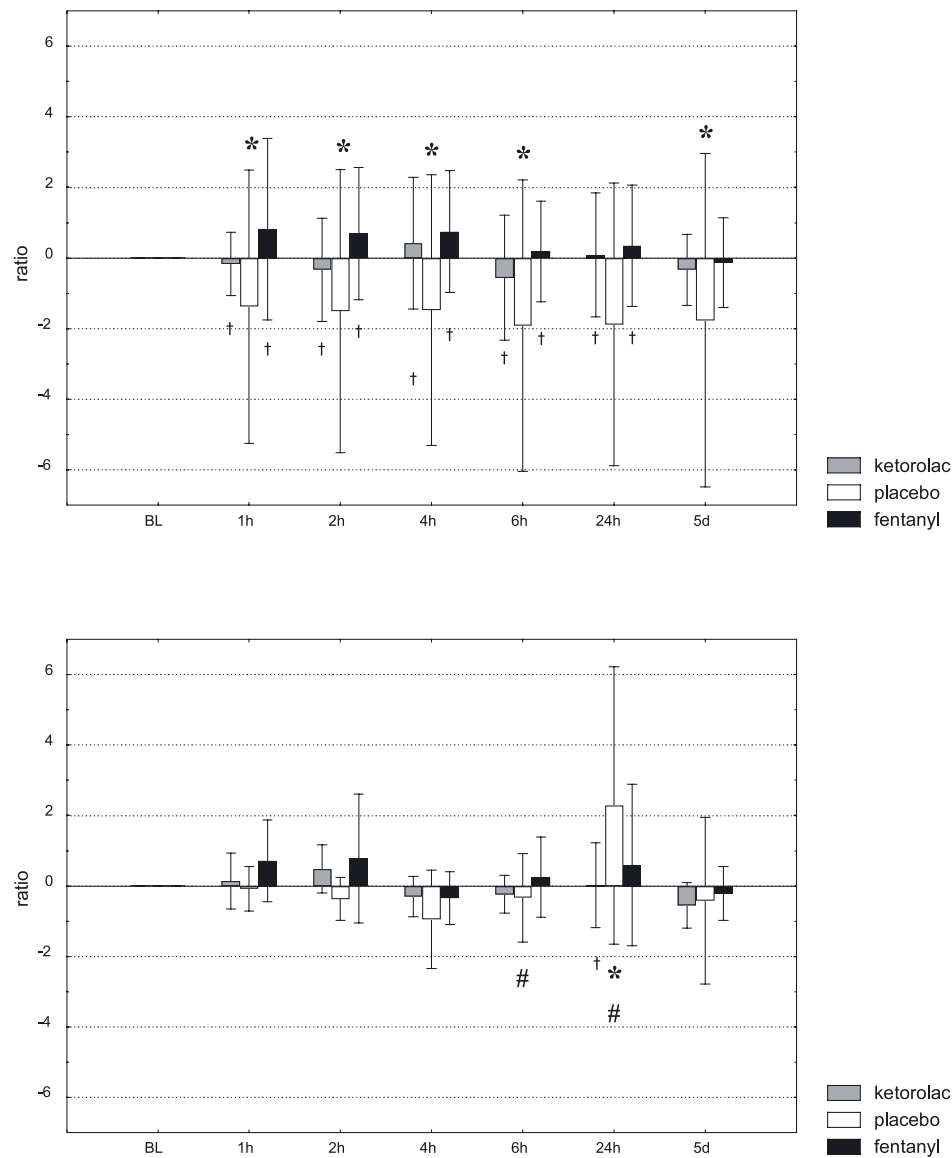 6
4
* * * * *
2
0
ratio
† † † † † † † † † †
-2
-4
-6
BL 1h 2h 4h 6h 24h 5d
ketorolac
placebo
fentanyl
6
4
2
0
ratio
-2
† *
#
#
-4
-6
BL 1h 2h 4h 6h 24h 5d
ketorolac
placebo
fentanyl